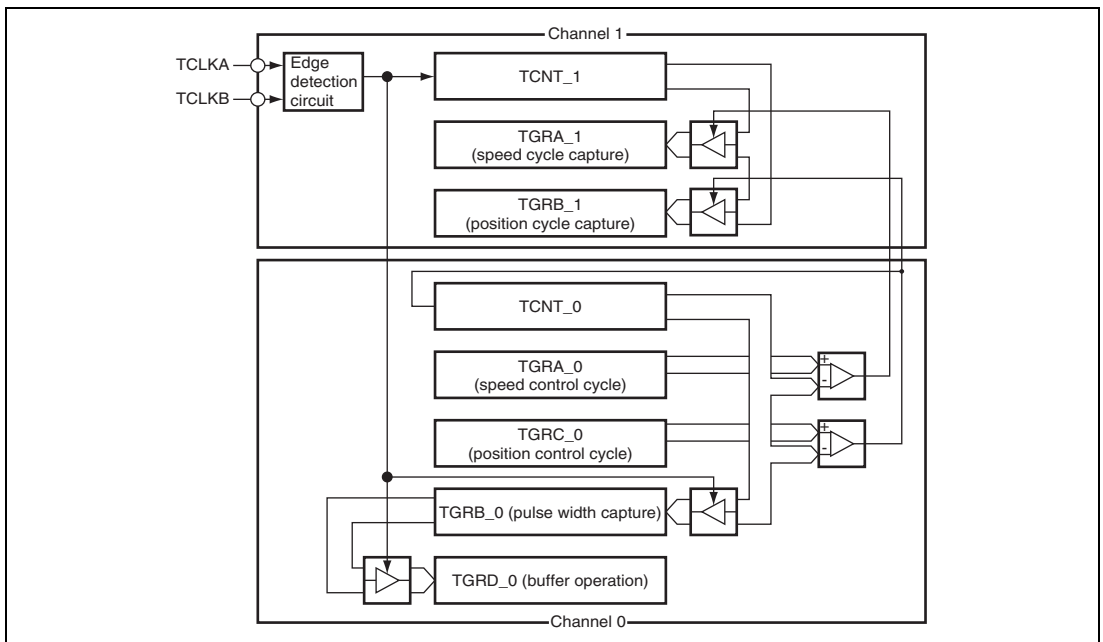 Channel 1
TCLKA
TCLKB
Edge
detection
circuit
TCNT_1
TGRA_1
(speed cycle capture)
TGRB_1
(position cycle capture)
TCNT_0
TGRA_0
(speed control cycle)
+
-
TGRC_0
(position control cycle)
+
-
TGRB_0 (pulse width capture)
TGRD_0 (buffer operation)
Channel 0